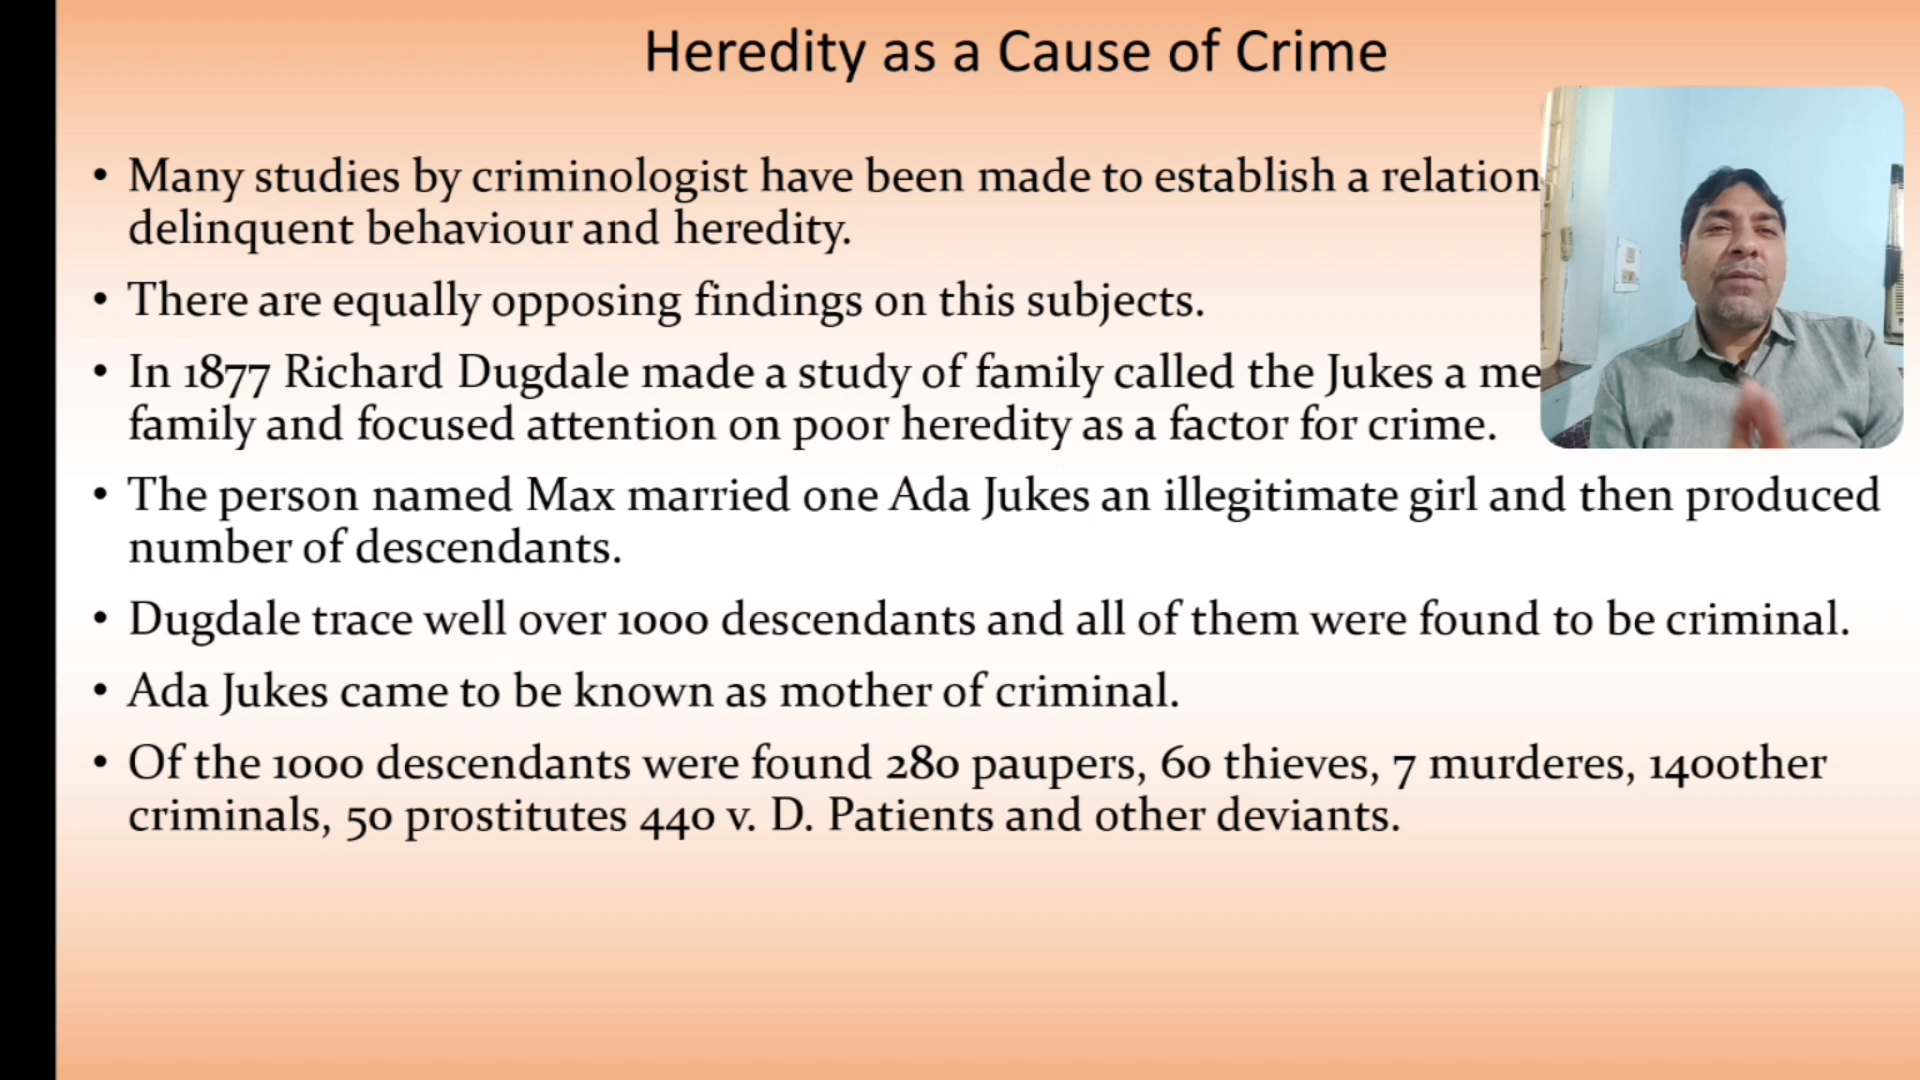 Heredity as a Cause of Crime
• Many studies by criminologist have been made to establish a relation
delinquent behaviour and heredity.
• There are equally opposing findings on this subjects.
• In 1877 Richard Dugdale made a study of family called the Jukes a
family and focused attention on poor heredity as a factor for crime.
• The person named Max married one Ada Jukes an illegitimate girl and then produced
number of descendants.
• Dugdale trace well over 1000 descendants and all of them were found to be criminal.
• Ada Jukes came to be known as mother of criminal.
• Of the 1000 descendants were found 280 paupers, 60 thieves, 7 murderes, 140other
criminals, 50 prostitutes 440 v. D. Patients and other deviants.